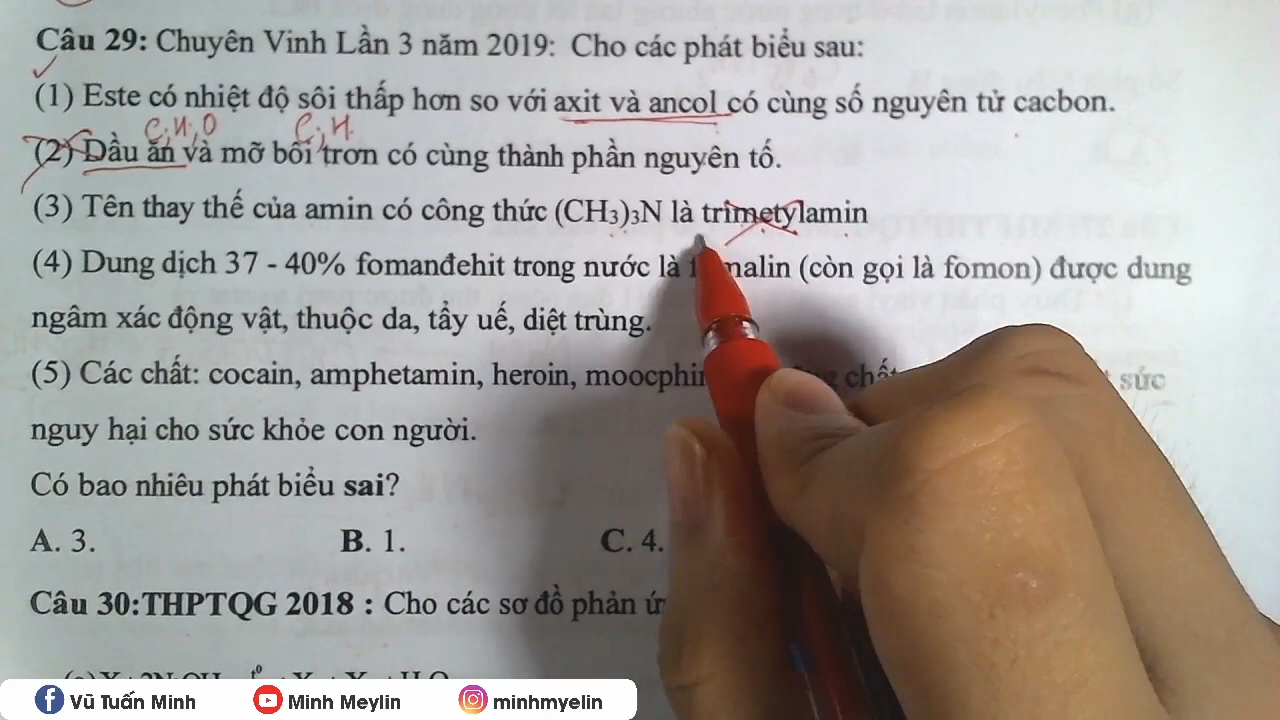 Câu 29: Chuyên Vinh Lần 3 năm 2019: Cho các phát biểu sau:
(1) Este có nhiệt độ sôi thấp hơn so với axit và ancol có cùng số nguyên tử cacbon.
C, H, O C, H
(2) Dầu ăn và mỡ bôi trơn có cùng thành phần nguyên tố.
(3) Tên thay thế của amin có công thức (CH3)3N là trimetylamin
(4) Dung dịch 37 - 40% fomanđehit trong nước là (còn gọi là fomon) được dung
ngâm xác động vật, thuộc da, tẩy uế, diệt trùng.
(5) Các chất: cocain, amphetamin, heroin, moocphin chất sức
nguy hại cho sức khỏe con người.
Có bao nhiêu phát biểu sai?
A. 3. B. 1. C. 4.
Câu 30:THPTQG 2018 : Cho các sơ đồ phản
Vũ Tuấn Minh Minh Meylin minhmyelin